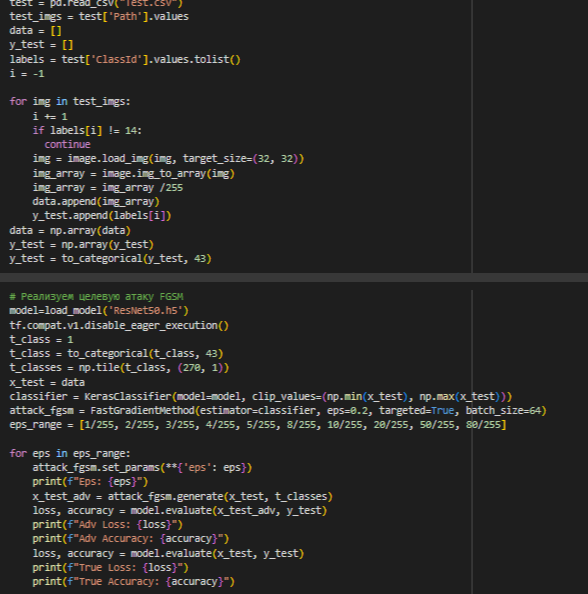 test = pd.read_csv("Test.csv")
test_imgs = test['Path'].values
data = []
y_test = []
labels = test['ClassId'].values.tolist()
i = -1
for img in test_imgs:
    i += 1
    if labels[i] != 14:
      continue
    img = image.load_img(img, target_size=(32, 32))
    img_array = image.img_to_array(img)
    img_array = img_array /255
    data.append(img_array)
    y_test.append(labels[i])
data = np.array(data)
y_test = np.array(y_test)
y_test = to_categorical(y_test, 43)
# Реализуем целевую атаку FGSM
model=load_model('ResNet50.h5')
tf.compat.v1.disable_eager_execution()
t_class = 1
t_class = to_categorical(t_class, 43)
t_classes = np.tile(t_class, (270, 1))
x_test = data
classifier = KerasClassifier(model=model, clip_values=(np.min(x_test), np.max(x_test)))
attack_fgsm = FastGradientMethod(estimator=classifier, eps=0.2, targeted=True, batch_size=64)
eps_range = [1/255, 2/255, 3/255, 4/255, 5/255, 8/255, 10/255, 20/255, 50/255, 80/255]
for eps in eps_range:
    attack_fgsm.set_params(**{'eps': eps})
    print(f"Eps: {eps}")
    x_test_adv = attack_fgsm.generate(x_test, t_classes)
    loss, accuracy = model.evaluate(x_test_adv, y_test)
    print(f"Adv Loss: {loss}")
    print(f"Adv Accuracy: {accuracy}")
    loss, accuracy = model.evaluate(x_test, y_test)
    print(f"True Loss: {loss}")
    print(f"True Accuracy: {accuracy}")